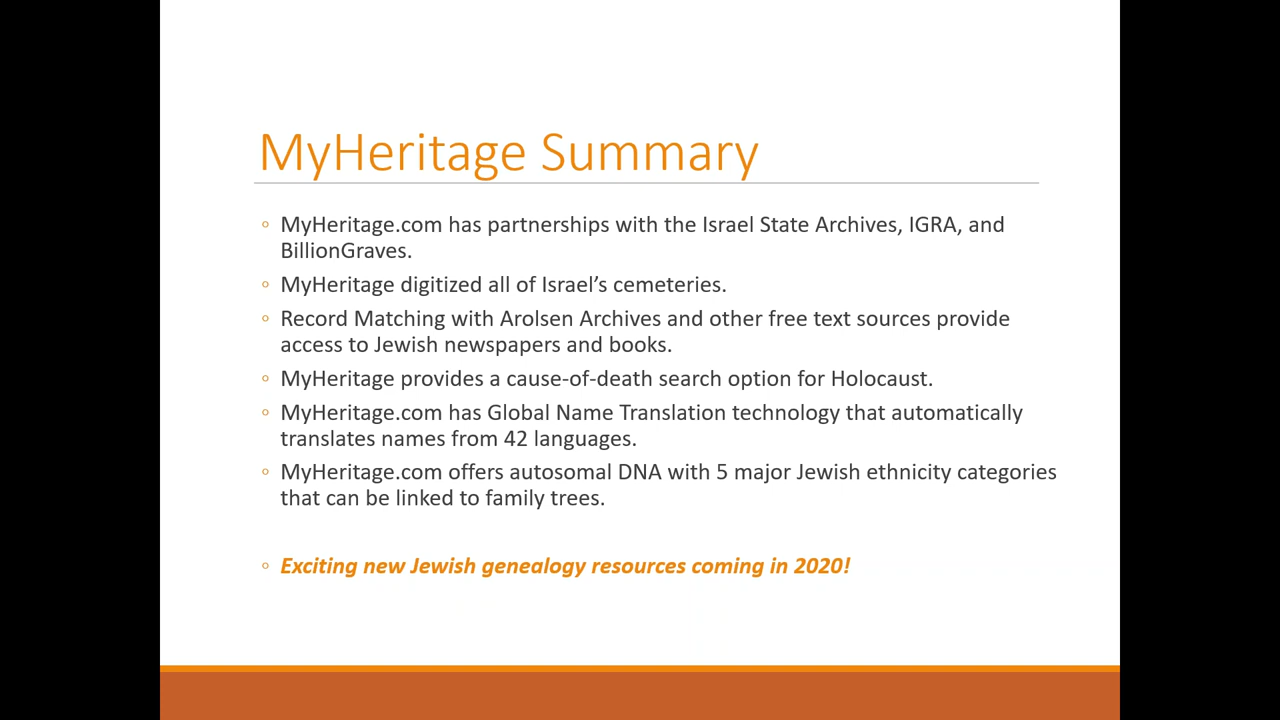 MyHeritage Summary
◦ MyHeritage.com has partnerships with the Israel State Archives, IGRA, and
BillionGraves.
◦ MyHeritage digitized all of Israel’s cemeteries.
◦ Record Matching with Arolsen Archives and other free text sources provide
access to Jewish newspapers and books.
◦ MyHeritage provides a cause-of-death search option for Holocaust.
◦ MyHeritage.com has Global Name Translation technology that automatically
translates names from 42 languages.
◦ MyHeritage.com offers autosomal DNA with 5 major Jewish ethnicity categories
that can be linked to family trees.
◦ Exciting new Jewish genealogy resources coming in 2020!